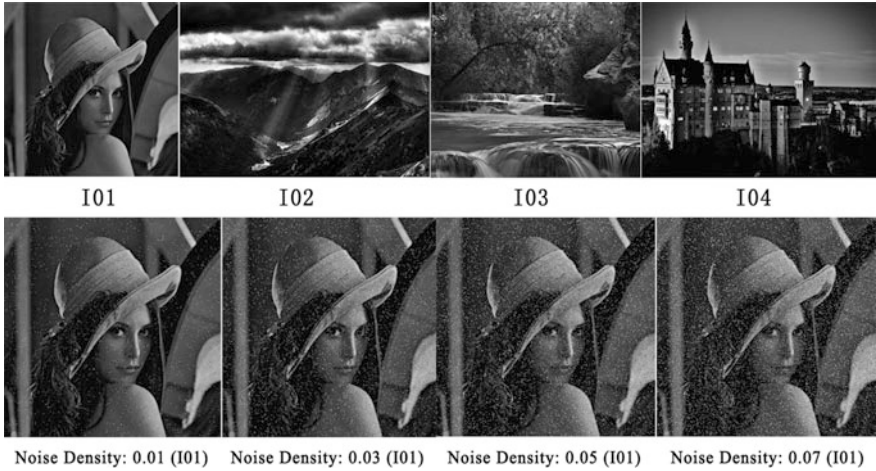 I01
I02
I03
I04
Noise Density: 0.01 (I01)
Noise Density: 0.03 (I01)
Noise Density: 0.05 (I01)
Noise Density: 0.07 (I01)